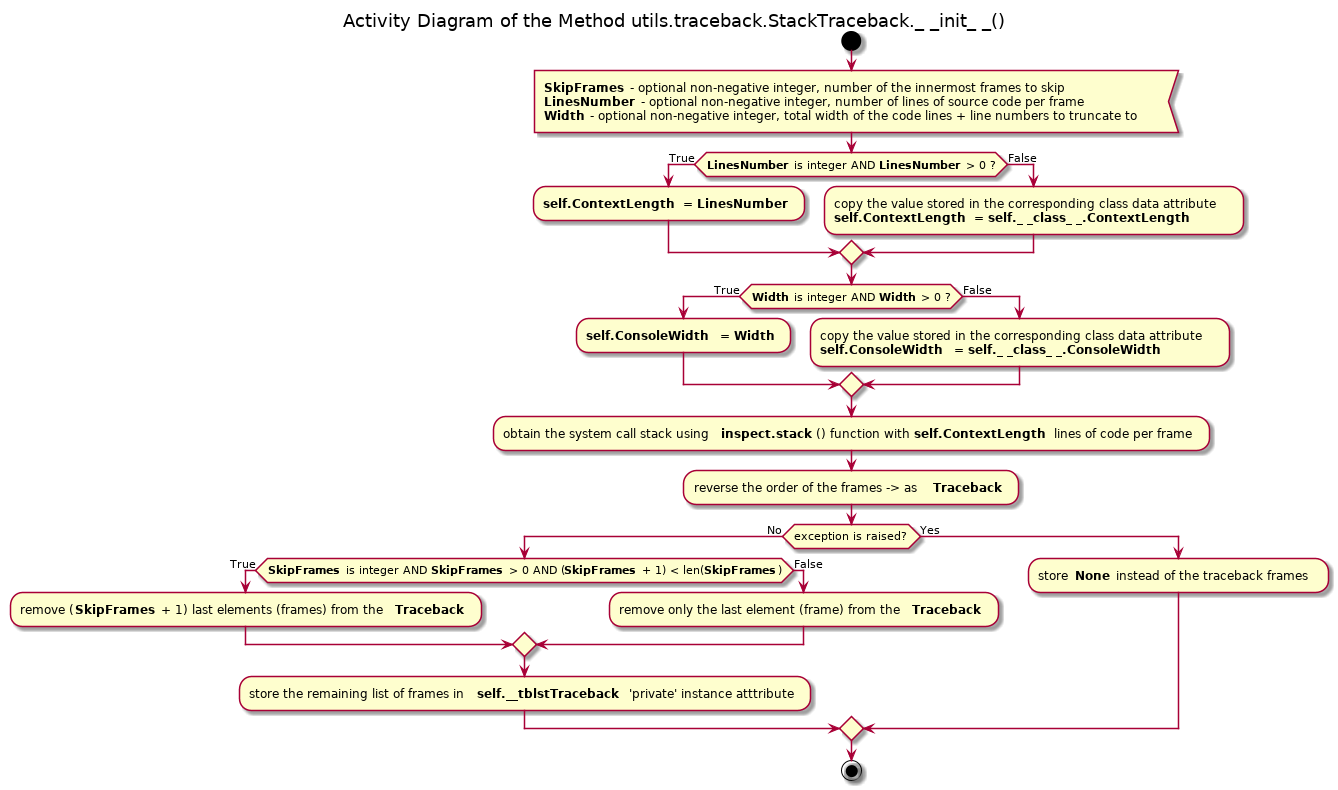 Activity Diagram of the Method utils.traceback.StackTraceback._ _init_ _()
SkipFrames - optional non-negative integer, number of the innermost frames to skip
LinesNumber - optional non-negative integer, number of lines of source code per frame
Width - optional non-negative integer, total width of the code lines + line numbers to truncate to
True
LinesNumber is integer AND LinesNumber > 0 ?
False
self.ContextLength = LinesNumber
copy the value stored in the corresponding class data attribute
self.ContextLength = self._ _class_ _.ContextLength
True
Width is integer AND Width > 0 ?
False
self.ConsoleWidth = Width
copy the value stored in the corresponding class data attribute
self.ConsoleWidth = self._ _class_ _.ConsoleWidth
obtain the system call stack using inspect.stack () function with self.ContextLength lines of code per frame
reverse the order of the frames -> as Traceback
No
exception is raised?
Yes
True
SkipFrames is integer AND SkipFrames > 0 AND (SkipFrames + 1) < len(SkipFrames)
False
store None instead of the traceback frames
remove (SkipFrames + 1) last elements (frames) from the Traceback
remove only the last element (frame) from the Traceback
store the remaining list of frames in self.__tblstTraceback 'private' instance atttribute